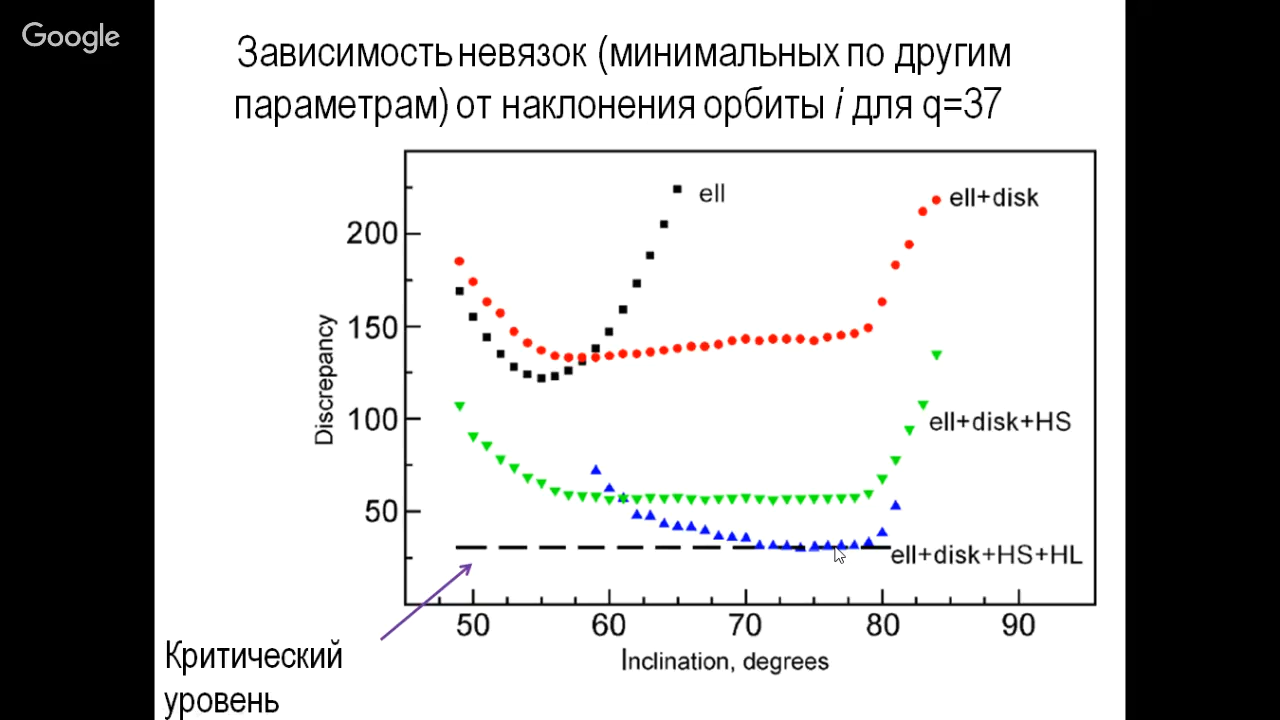 Google
Зависимость невязок (минимальных по другим
параметрам) от наклонения орбиты i для q=37
ell
ell+disk
200
150
Discrepancy
100
ell+disk+HS
50
ell+disk+HS+HL
50 60 70 80 90
Inclination, degrees
Критический
уровень